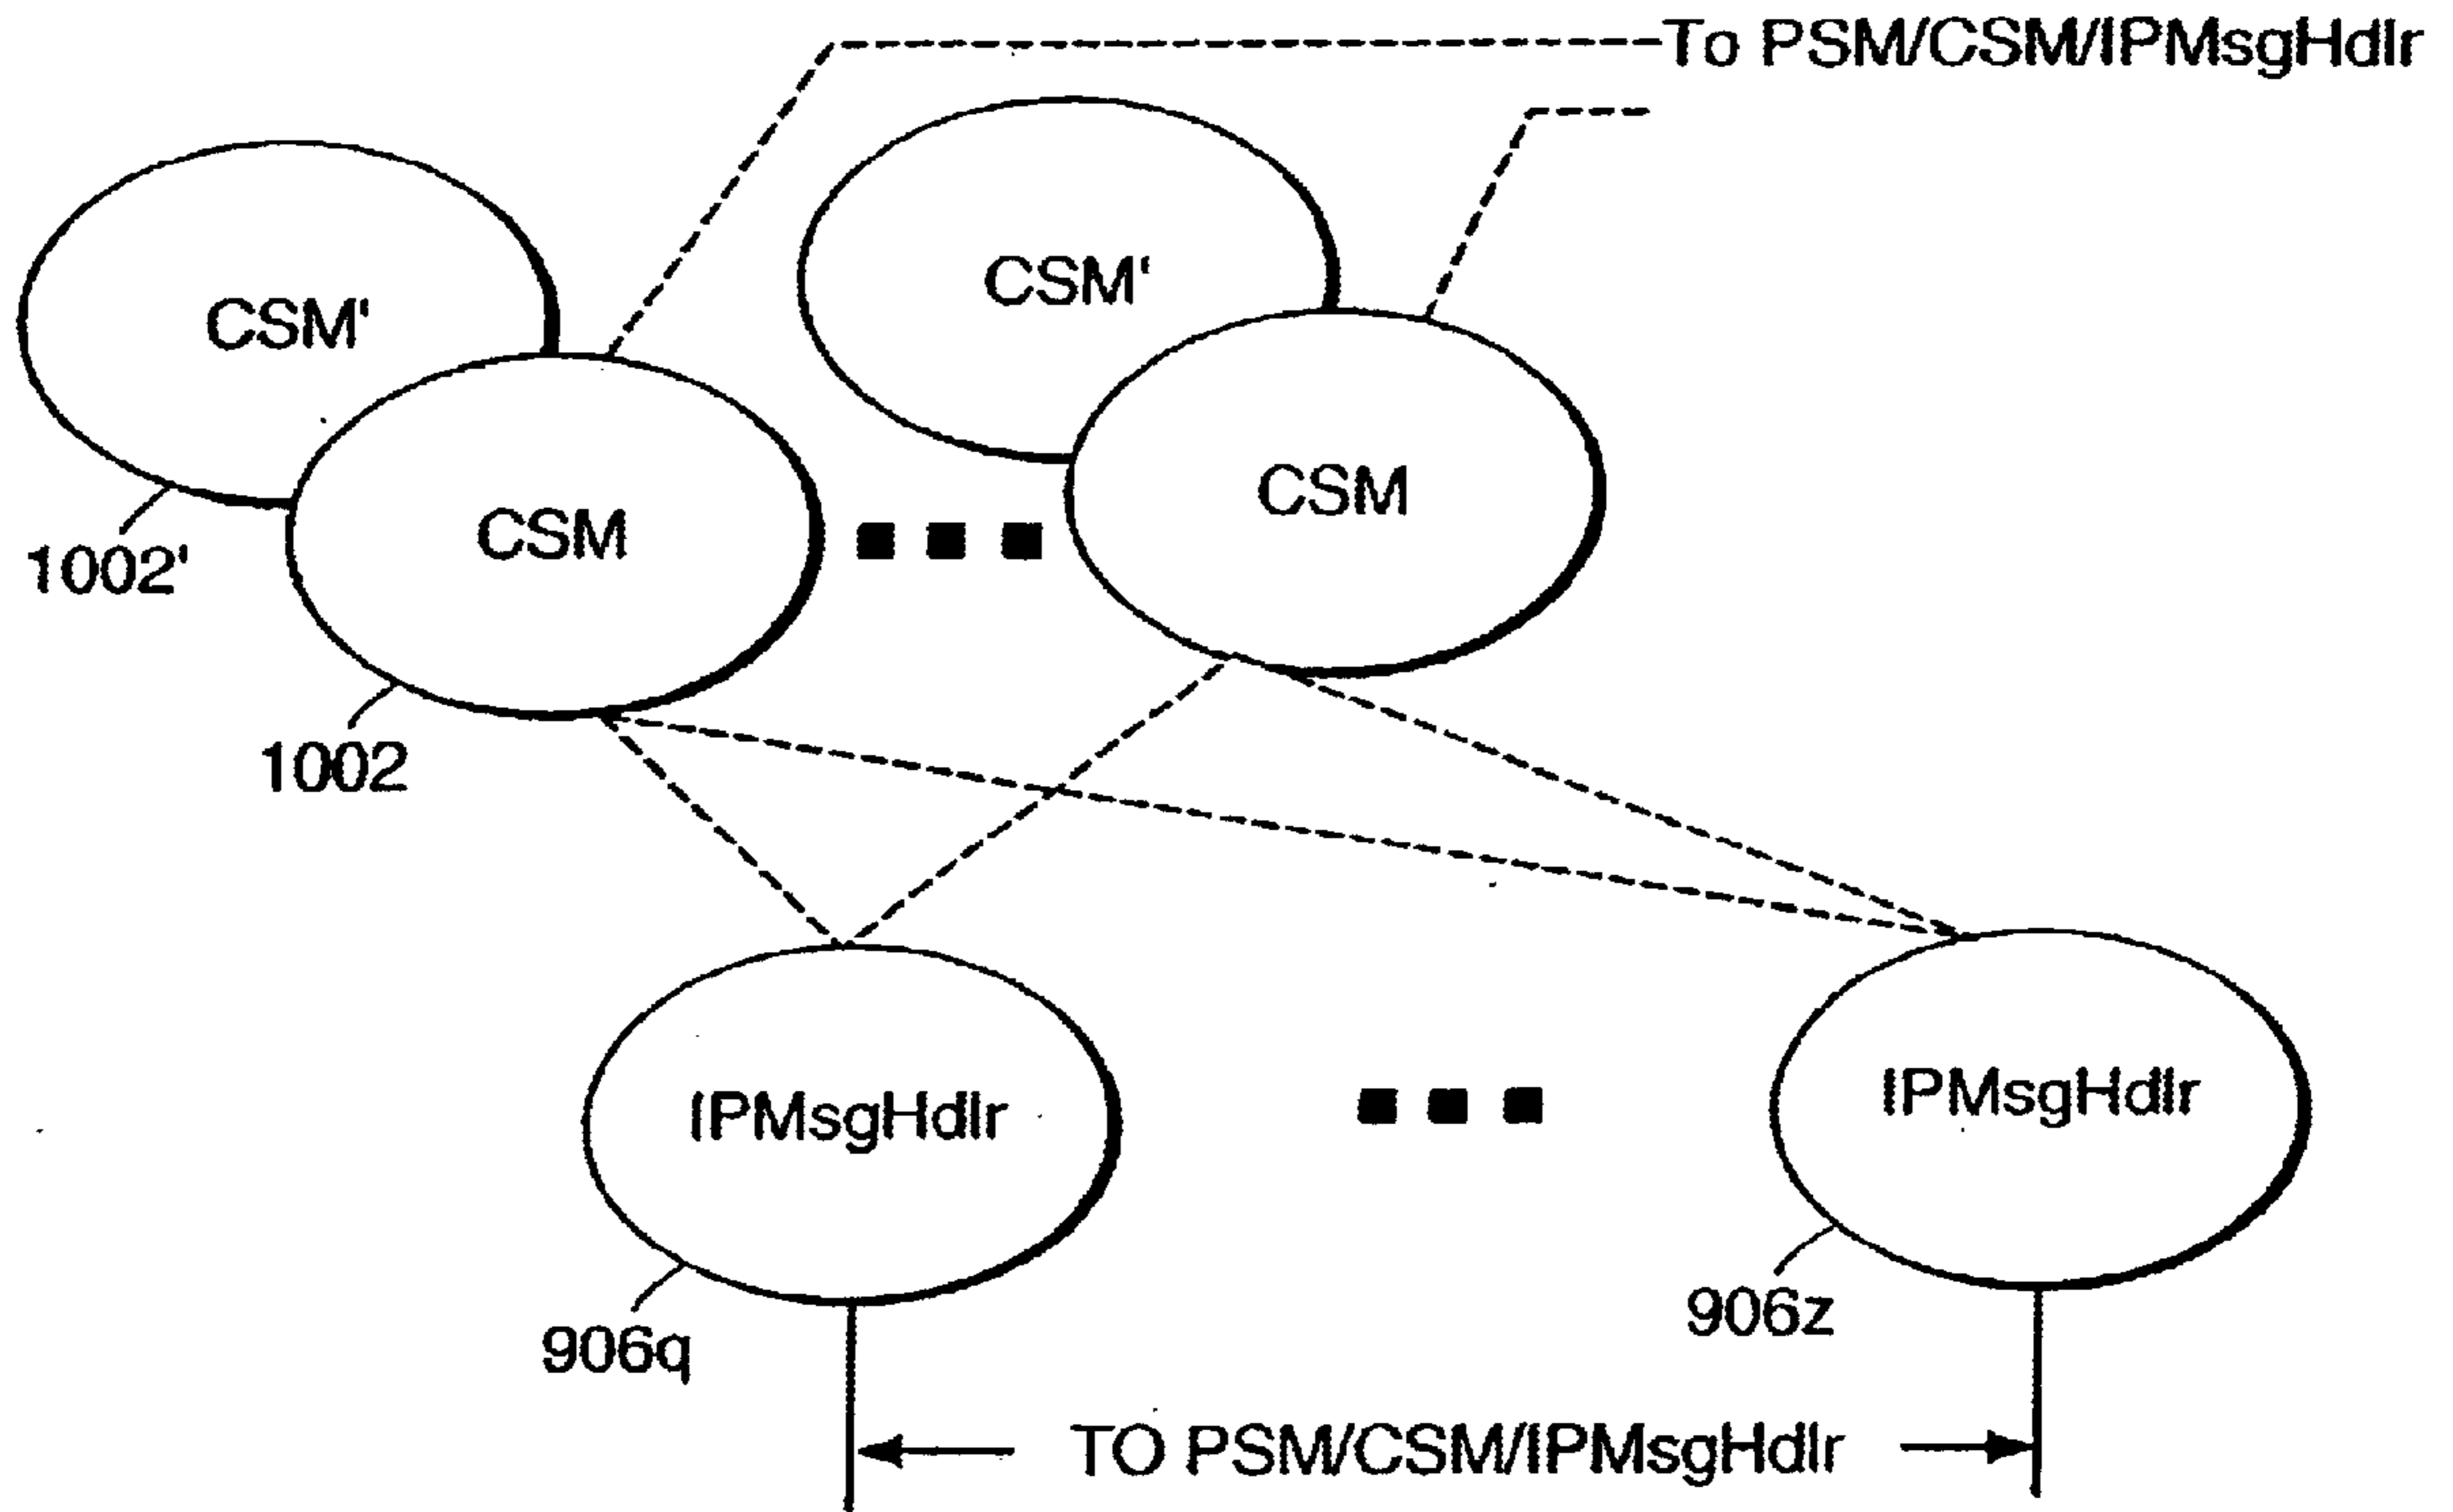 To PSM/CSM/IPMsgHdlr
CSM'
CSM'
CSM
CSM
1002'
1002
IPMsgHdlr
IPMsgHdlr
906q
906z
TO PSM/CSM/IPMsgHdlr